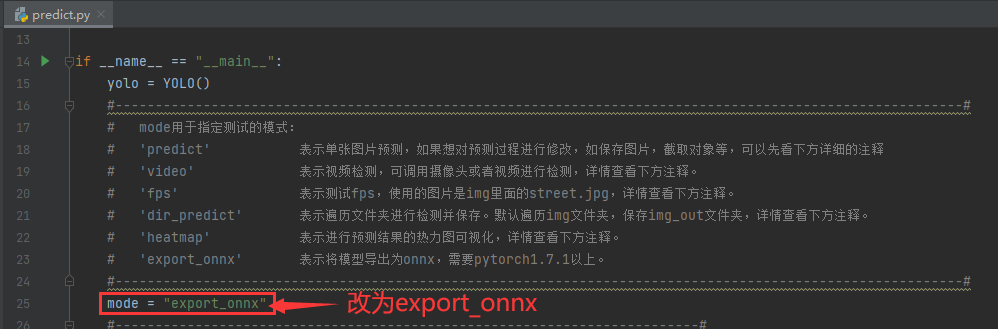 predict.py
13
14 if __name__ == "__main__":
15 yolo = YOLO()
16 #----------------------------------------------------------------------------------------------------------#
17 # mode用于指定测试的模式：
18 # 'predict' 表示单张图片预测，如果想对预测过程进行修改，如保存图片，截取对象等，可以先看下方详细的注释
19 # 'video' 表示视频检测，可调用摄像头或者视频进行检测，详情查看下方注释。
20 # 'fps' 表示测试fps，使用的图片是img里面的street.jpg，详情查看下方注释。
21 # 'dir_predict' 表示遍历文件夹进行检测并保存。默认遍历img文件夹，保存img_out文件夹，详情查看下方注释。
22 # 'heatmap' 表示进行预测结果的热力图可视化，详情查看下方注释。
23 # 'export_onnx' 表示将模型导出为onnx，需要pytorch1.7.1以上。
24 #----------------------------------------------------------------------------------------------------------#
25 mode = "export_onnx" 改为export_onnx
26 #-------------------------------------------------------------------------#